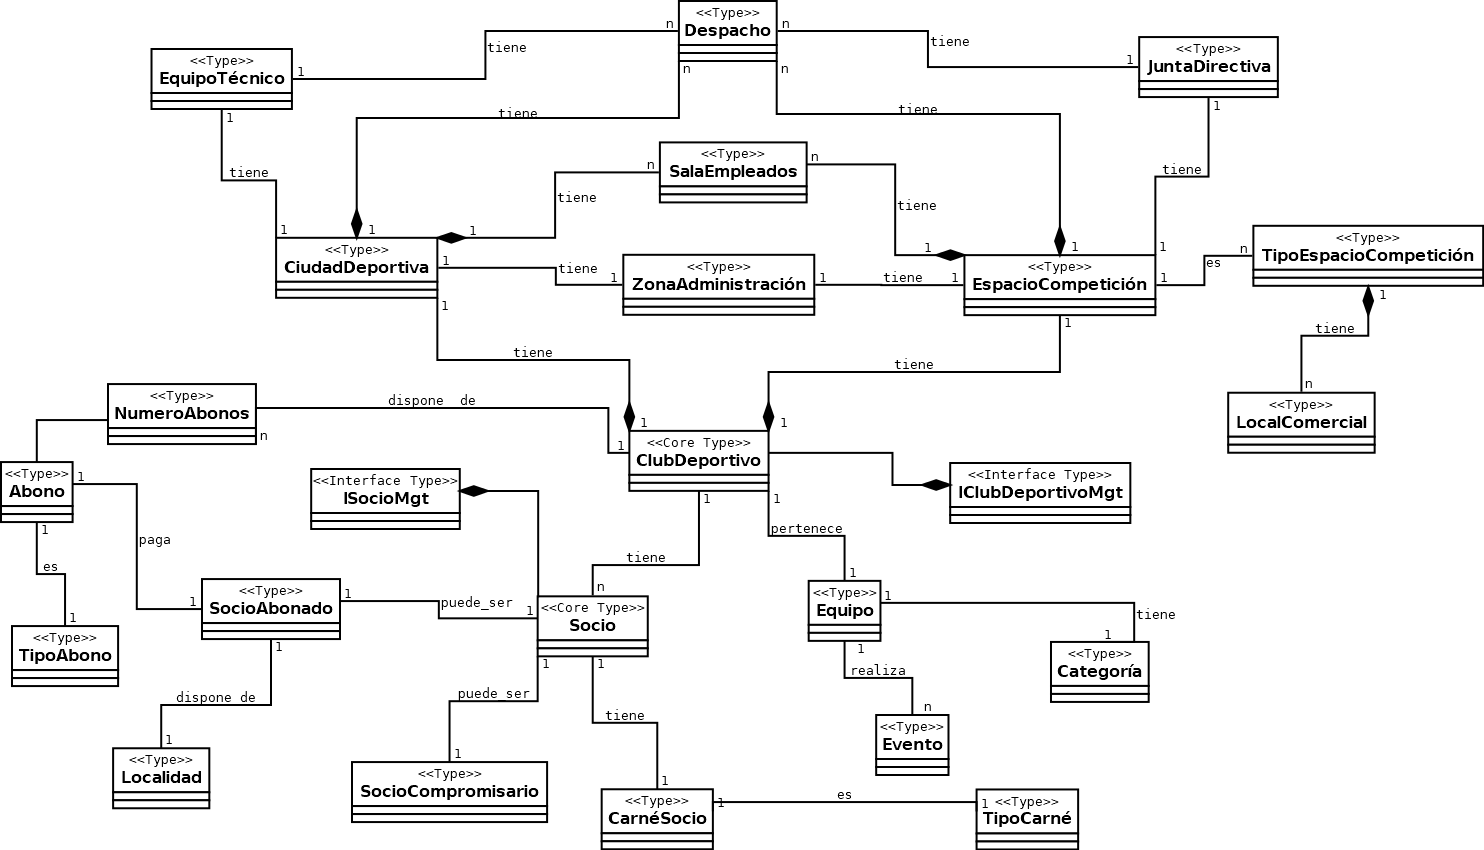 <<Type>>
Despacho
n
n
n
n
tiene
tiene
<<Type>>
EquipoTécnico
1
1
<<Type>>
JuntaDirectiva
1
1
tiene
tiene
<<Type>>
SalaEmpleados
n
n
tiene
tiene
tiene
tiene
1
1
1
<<Type>>
CiudadDeportiva
1
1
tiene
1
<<Type>>
ZonaAdministración
1
tiene
1
1
1
1
<<Type>>
EspacioCompetición
1
1
es
n
<<Type>>
TipoEspacioCompetición
1
tiene
n
<<Type>>
LocalComercial
tiene
tiene
<<Type>>
NumeroAbonos
n
dispone de
1
1
1
<<Core Type>>
ClubDeportivo
1
1
<<Type>>
Abono
1
1
<<Interface Type>>
ISocioMgt
<<Interface Type>>
IClubDeportivoMgt
paga
es
pertenece
tiene
n
1
1
<<Type>>
SocioAbonado
1
1
puede_ser
1
<<Core Type>>
Socio
1
1
<<Type>>
Equipo
1
1
tiene
1
<<Type>>
Categoría
1
<<Type>>
TipoAbono
realiza
n
<<Type>>
Evento
dispone de
1
<<Type>>
Localidad
puede_ser
1
<<Type>>
SocioCompromisario
tiene
1
<<Type>>
CarnéSocio
1
es
1
<<Type>>
TipoCarné